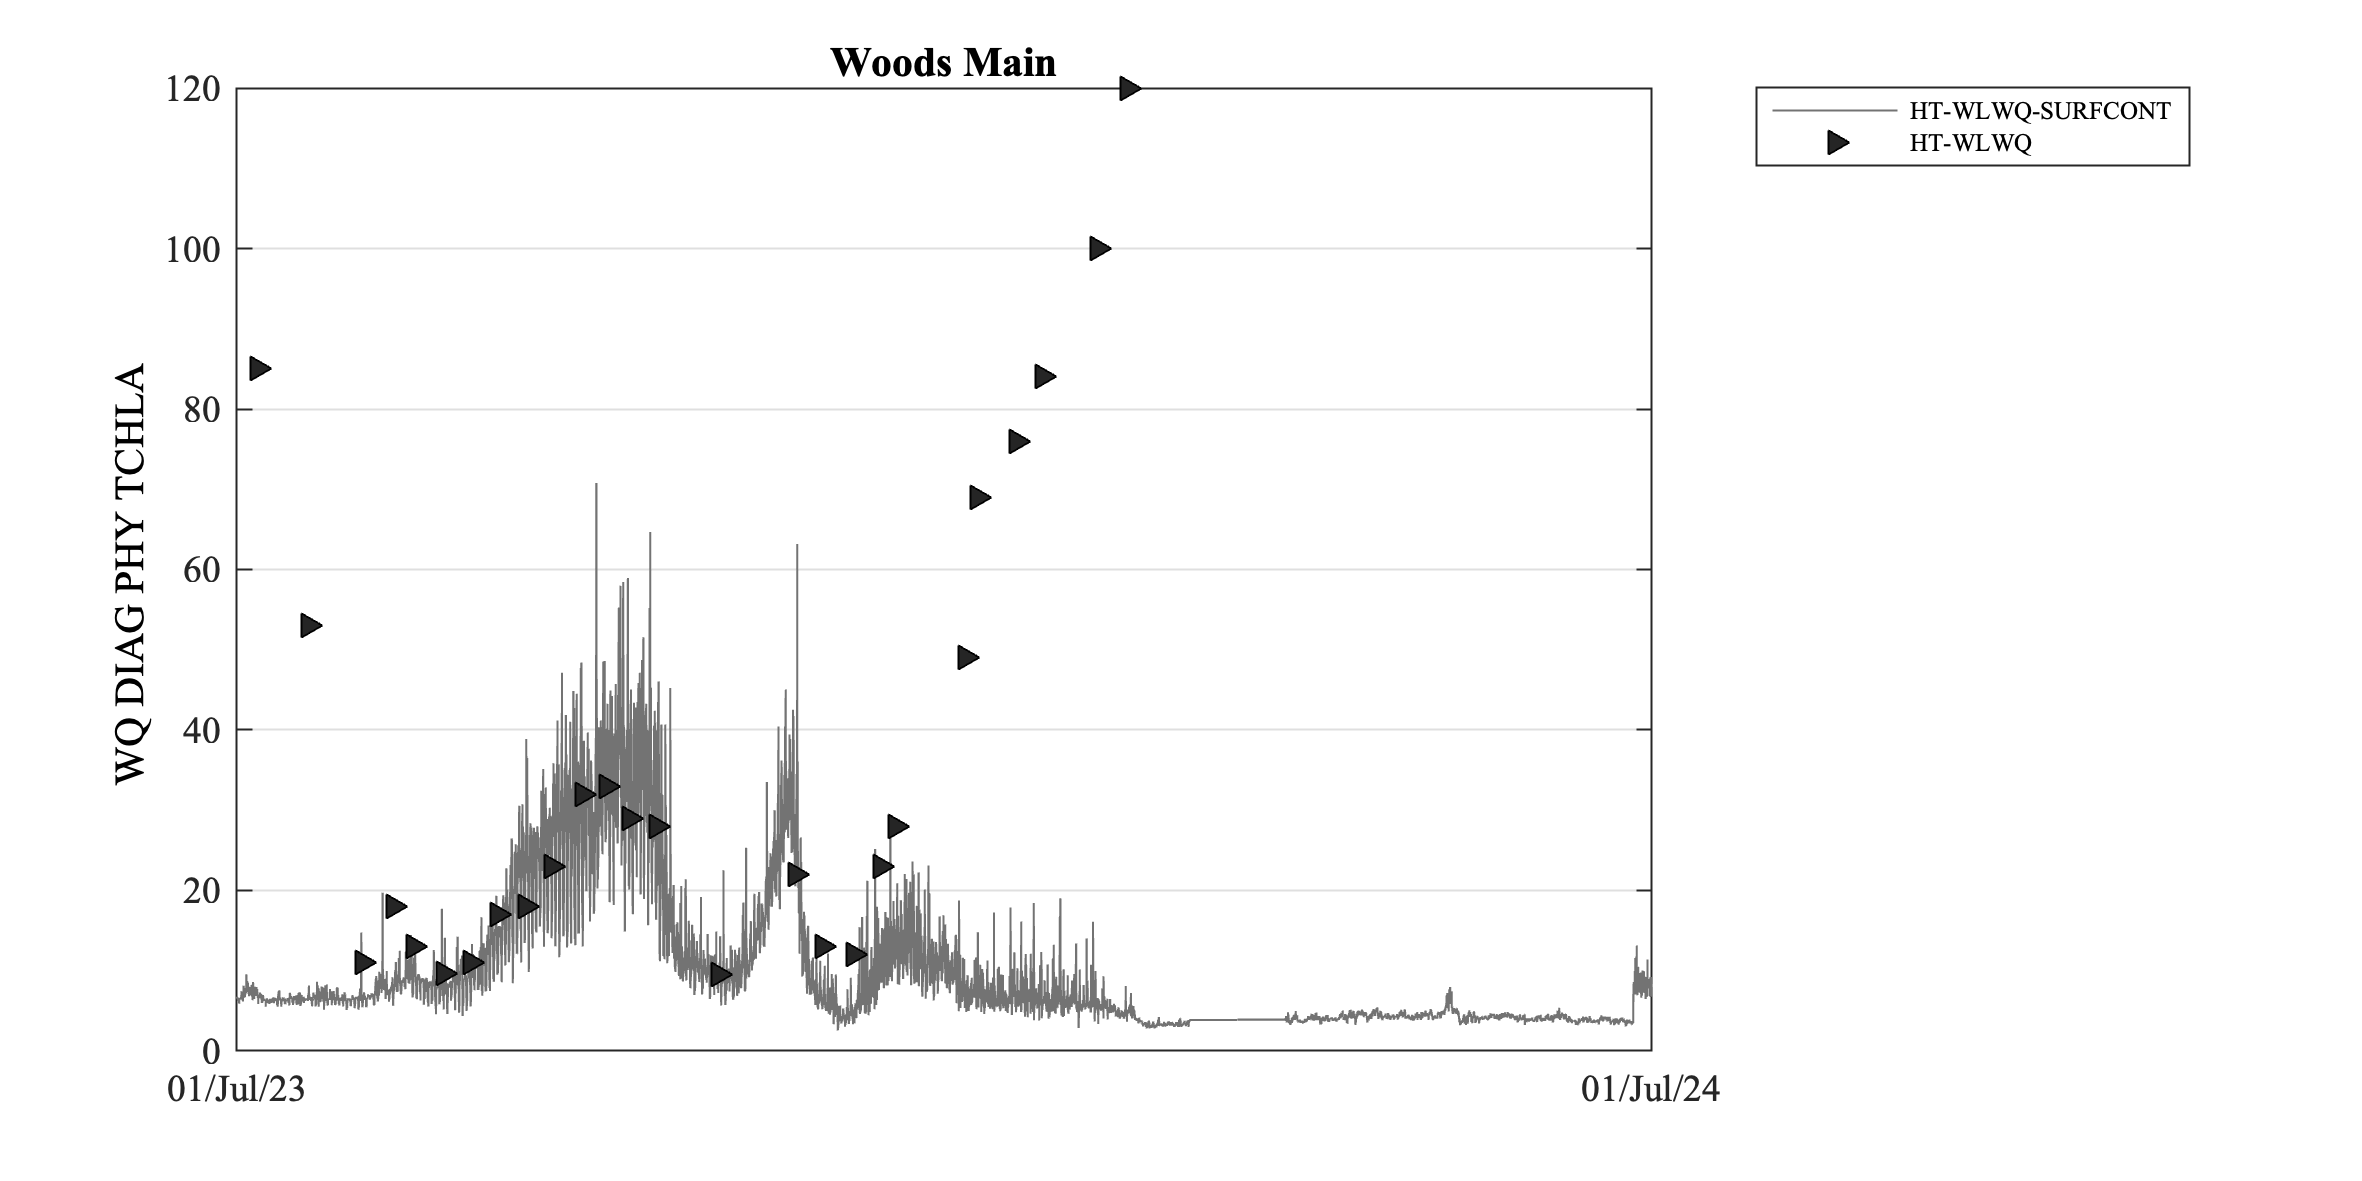 Woods Main
120
100
80
60
40
20
0
WQ DIAG PHY TCHLA
01/Jul/23
01/Jul/24
HT-WLWQ-SURFCONT
HT-WLWQ